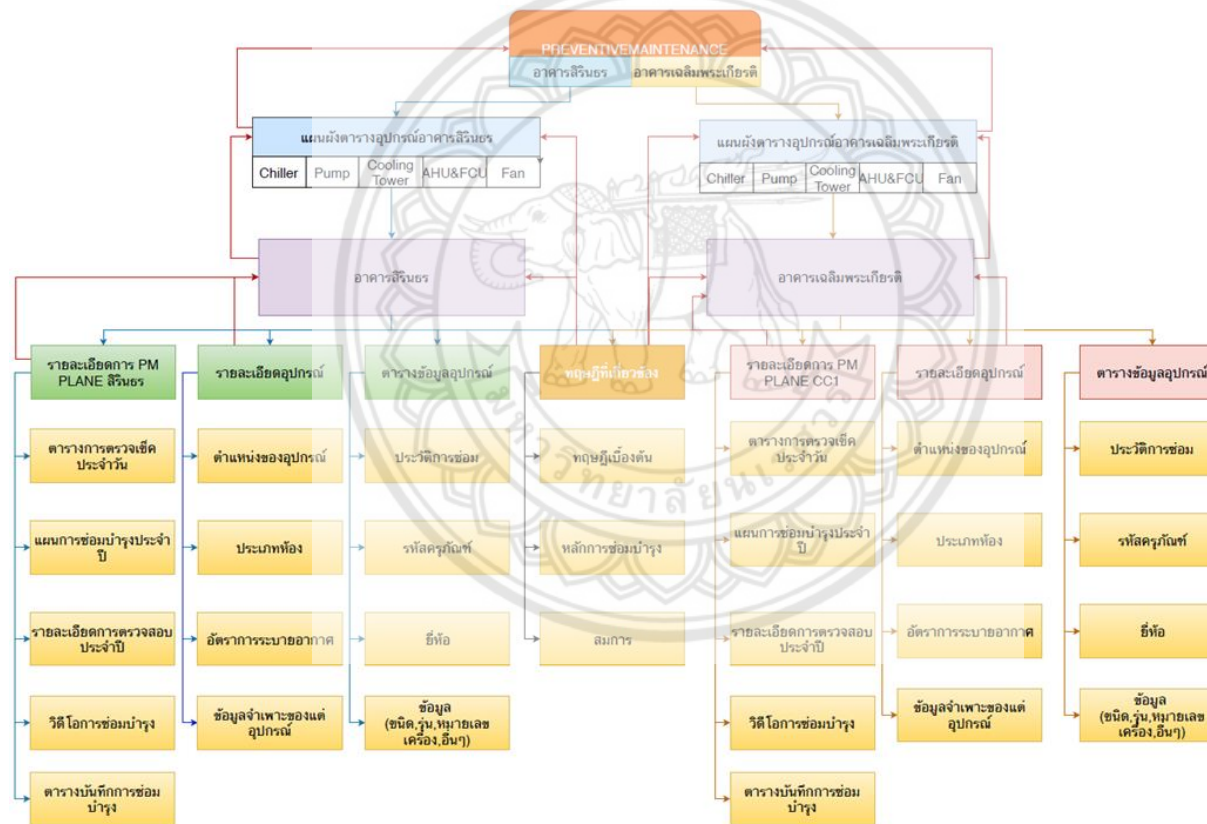 PREVENTIVEMAINTENANCE
อาคารสิรินธร
อาคารเฉลิมพระเกียรติ
แผนผังตารางอุปกรณ์อาคารสิรินธร
Chiller
Pump
Cooling
Tower
AHU&FCU
Fan
แผนผังตารางอุปกรณ์อาคารเฉลิมพระเกียรติ
Chiller
Pump
Cooling
Tower
AHU&FCU
Fan
อาคารสิรินธร
อาคารเฉลิมพระเกียรติ
รายละเอียดการ PM
PLANE สิรินธร
ตารางการตรวจเช็ค
ประจำวัน
แผนการซ่อมบำรุงประจำ
ปี
รายละเอียดการตรวจสอบ
ประจำปี
วิดีโอการซ่อมบำรุง
ตารางบันทึกการซ่อม
บำรุง
รายละเอียดอุปกรณ์
ตำแหน่งของอุปกรณ์
ประเภทห้อง
อัตราการระบายอากาศ
ข้อมูลจำเพาะของแต่
อุปกรณ์
ตารางข้อมูลอุปกรณ์
ประวัติการซ่อม
รหัสครุภัณฑ์
ยี่ห้อ
ข้อมูล
(ชนิด,รุ่น,หมายเลข
เครื่อง,อื่นๆ)
ทฤษฎีที่เกี่ยวข้อง
ทฤษฎีเบื้องต้น
หลักการซ่อมบำรุง
สมการ
รายละเอียดการ PM
PLANE CC1
ตารางการตรวจเช็ค
ประจำวัน
แผนการซ่อมบำรุงประจำ
ปี
รายละเอียดการตรวจสอบ
ประจำปี
วิดีโอการซ่อมบำรุง
ตารางบันทึกการซ่อม
บำรุง
รายละเอียดอุปกรณ์
ตำแหน่งของอุปกรณ์
ประเภทห้อง
อัตราการระบายอากาศ
ข้อมูลจำเพาะของแต่
อุปกรณ์
ตารางข้อมูลอุปกรณ์
ประวัติการซ่อม
รหัสครุภัณฑ์
ยี่ห้อ
ข้อมูล
(ชนิด,รุ่น,หมายเลข
เครื่อง,อื่นๆ)
มหาวิทยาลัยนเรศวร